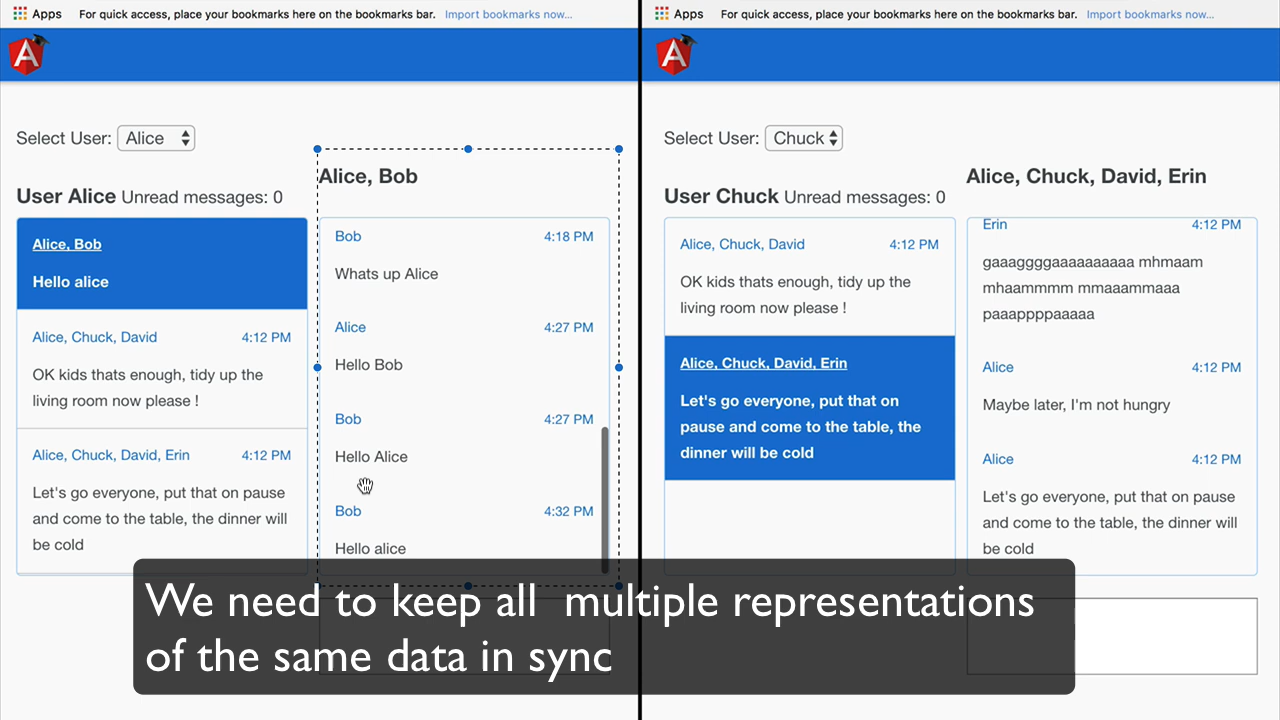 Apps For quick access, place your bookmarks here on the bookmarks bar. Import bookmarks now...
A
Select User: Alice
User Alice Unread messages: 0
Alice, Bob
Hello alice
Alice, Chuck, David 4:12 PM
OK kids thats enough, tidy up the
living room now please !
Alice, Chuck, David, Erin 4:12 PM
Let's go everyone, put that on pause
and come to the table, the dinner will
be cold
Alice, Bob
Bob 4:18 PM
Whats up Alice
Alice 4:27 PM
Hello Bob
Bob 4:27 PM
Hello Alice
Bob 4:32 PM
Hello alice
Apps For quick access, place your bookmarks here on the bookmarks bar. Import bookmarks now...
A
Select User: Chuck
User Chuck Unread messages: 0
Alice, Chuck, David 4:12 PM
OK kids thats enough, tidy up the
living room now please !
Alice, Chuck, David, Erin
Let's go everyone, put that on
pause and come to the table, the
dinner will be cold
Alice, Chuck, David, Erin
Erin 4:12 PM
gaaaggggaaaaaaaaaa mhmaam
mhaammmm mmaaammaaa
paaappppaaaaa
Alice 4:12 PM
Maybe later, I'm not hungry
Alice 4:12 PM
Let's go everyone, put that on pause
and come to the table, the dinner will
be cold
We need to keep all multiple representations
of the same data in sync